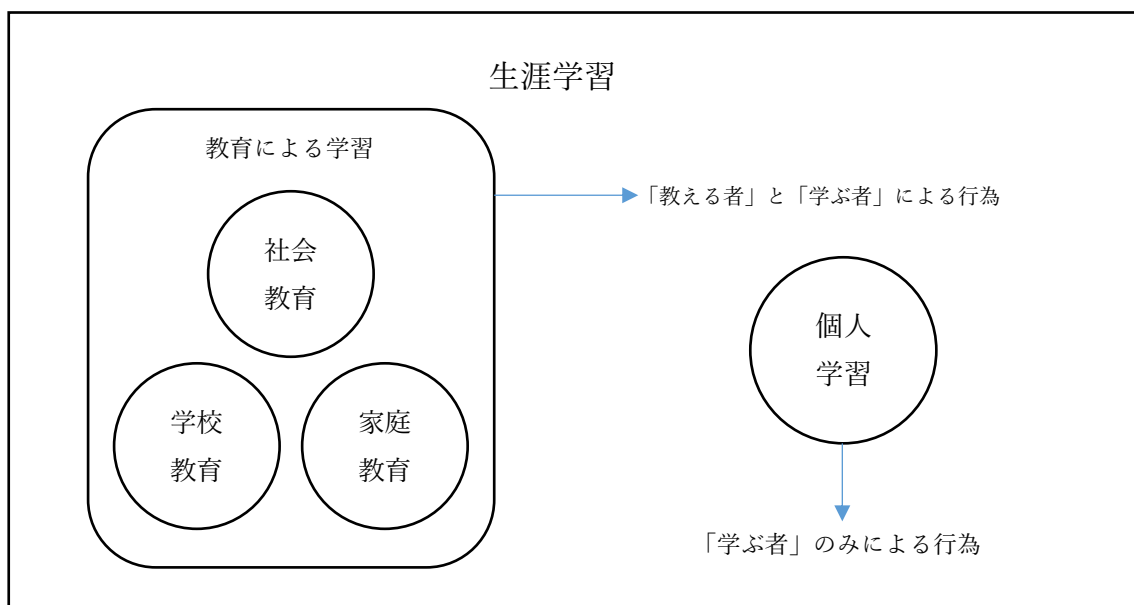 生涯学習
教育による学習
「教える者」と「学ぶ者」による行為
社会
教育
個人
学習
学校
教育
家庭
教育
「学ぶ者」のみによる行為